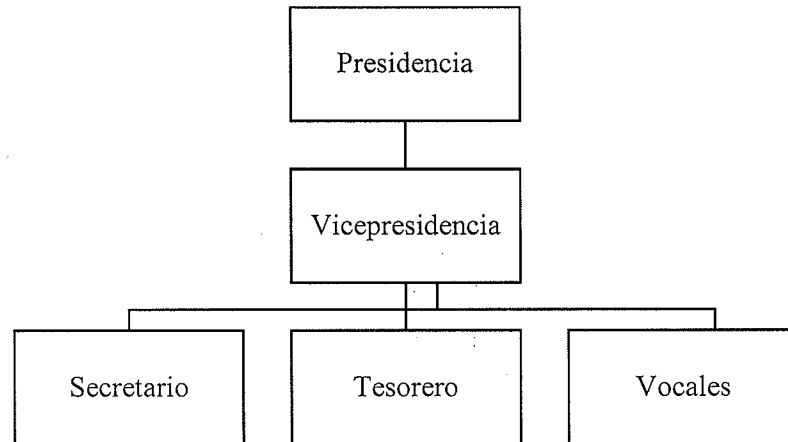 Presidencia
Vicepresidencia
Secretario
Tesorero
Vocales